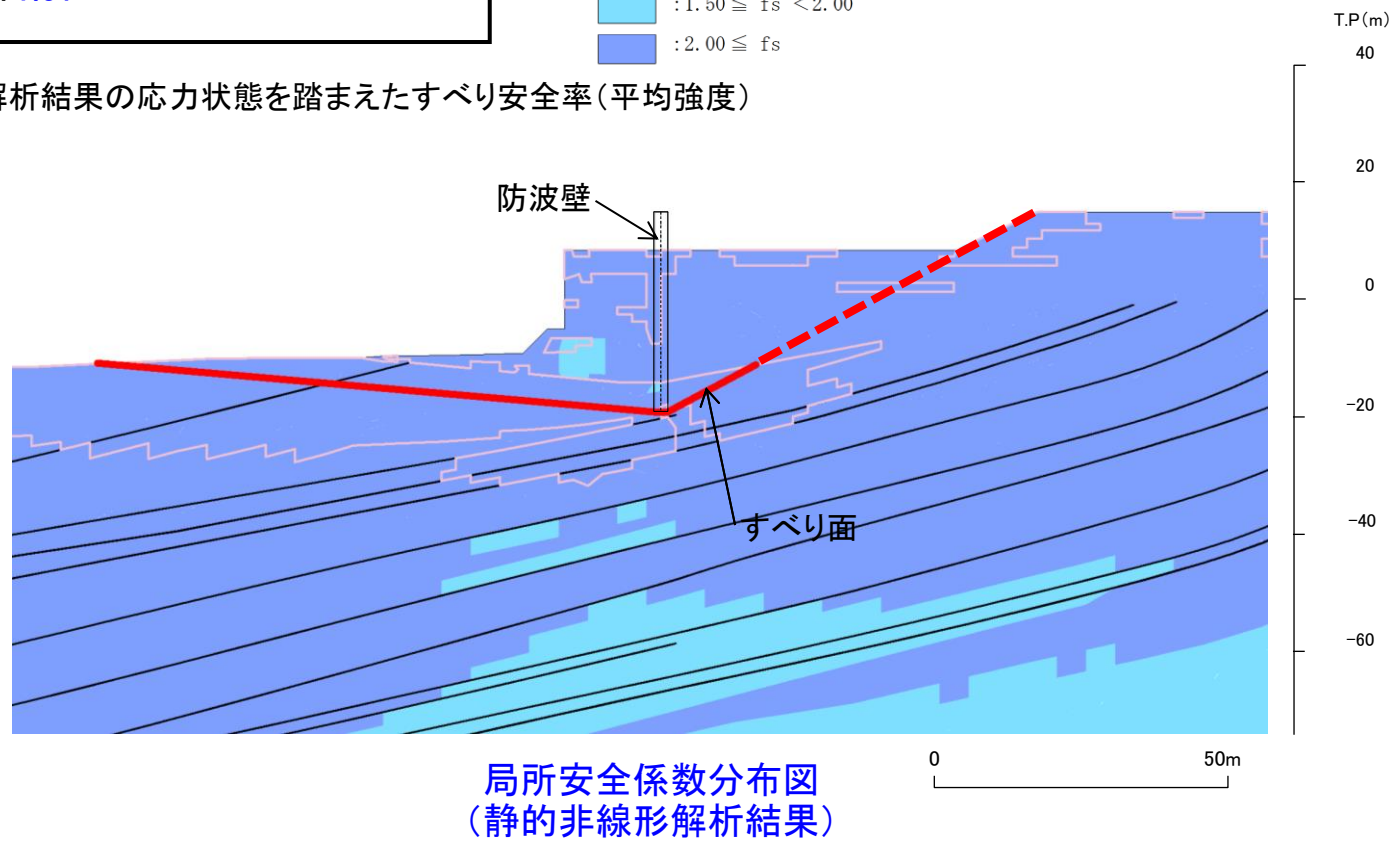 :1.50≦ fs <2.00
:2.00≦ fs
解析結果の応力状態を踏まえたすべり安全率(平均強度)
T.P(m)
40
20
0
-20
-40
-60
防波壁
すべり面
0
50m
局所安全係数分布図
(静的非線形解析結果)